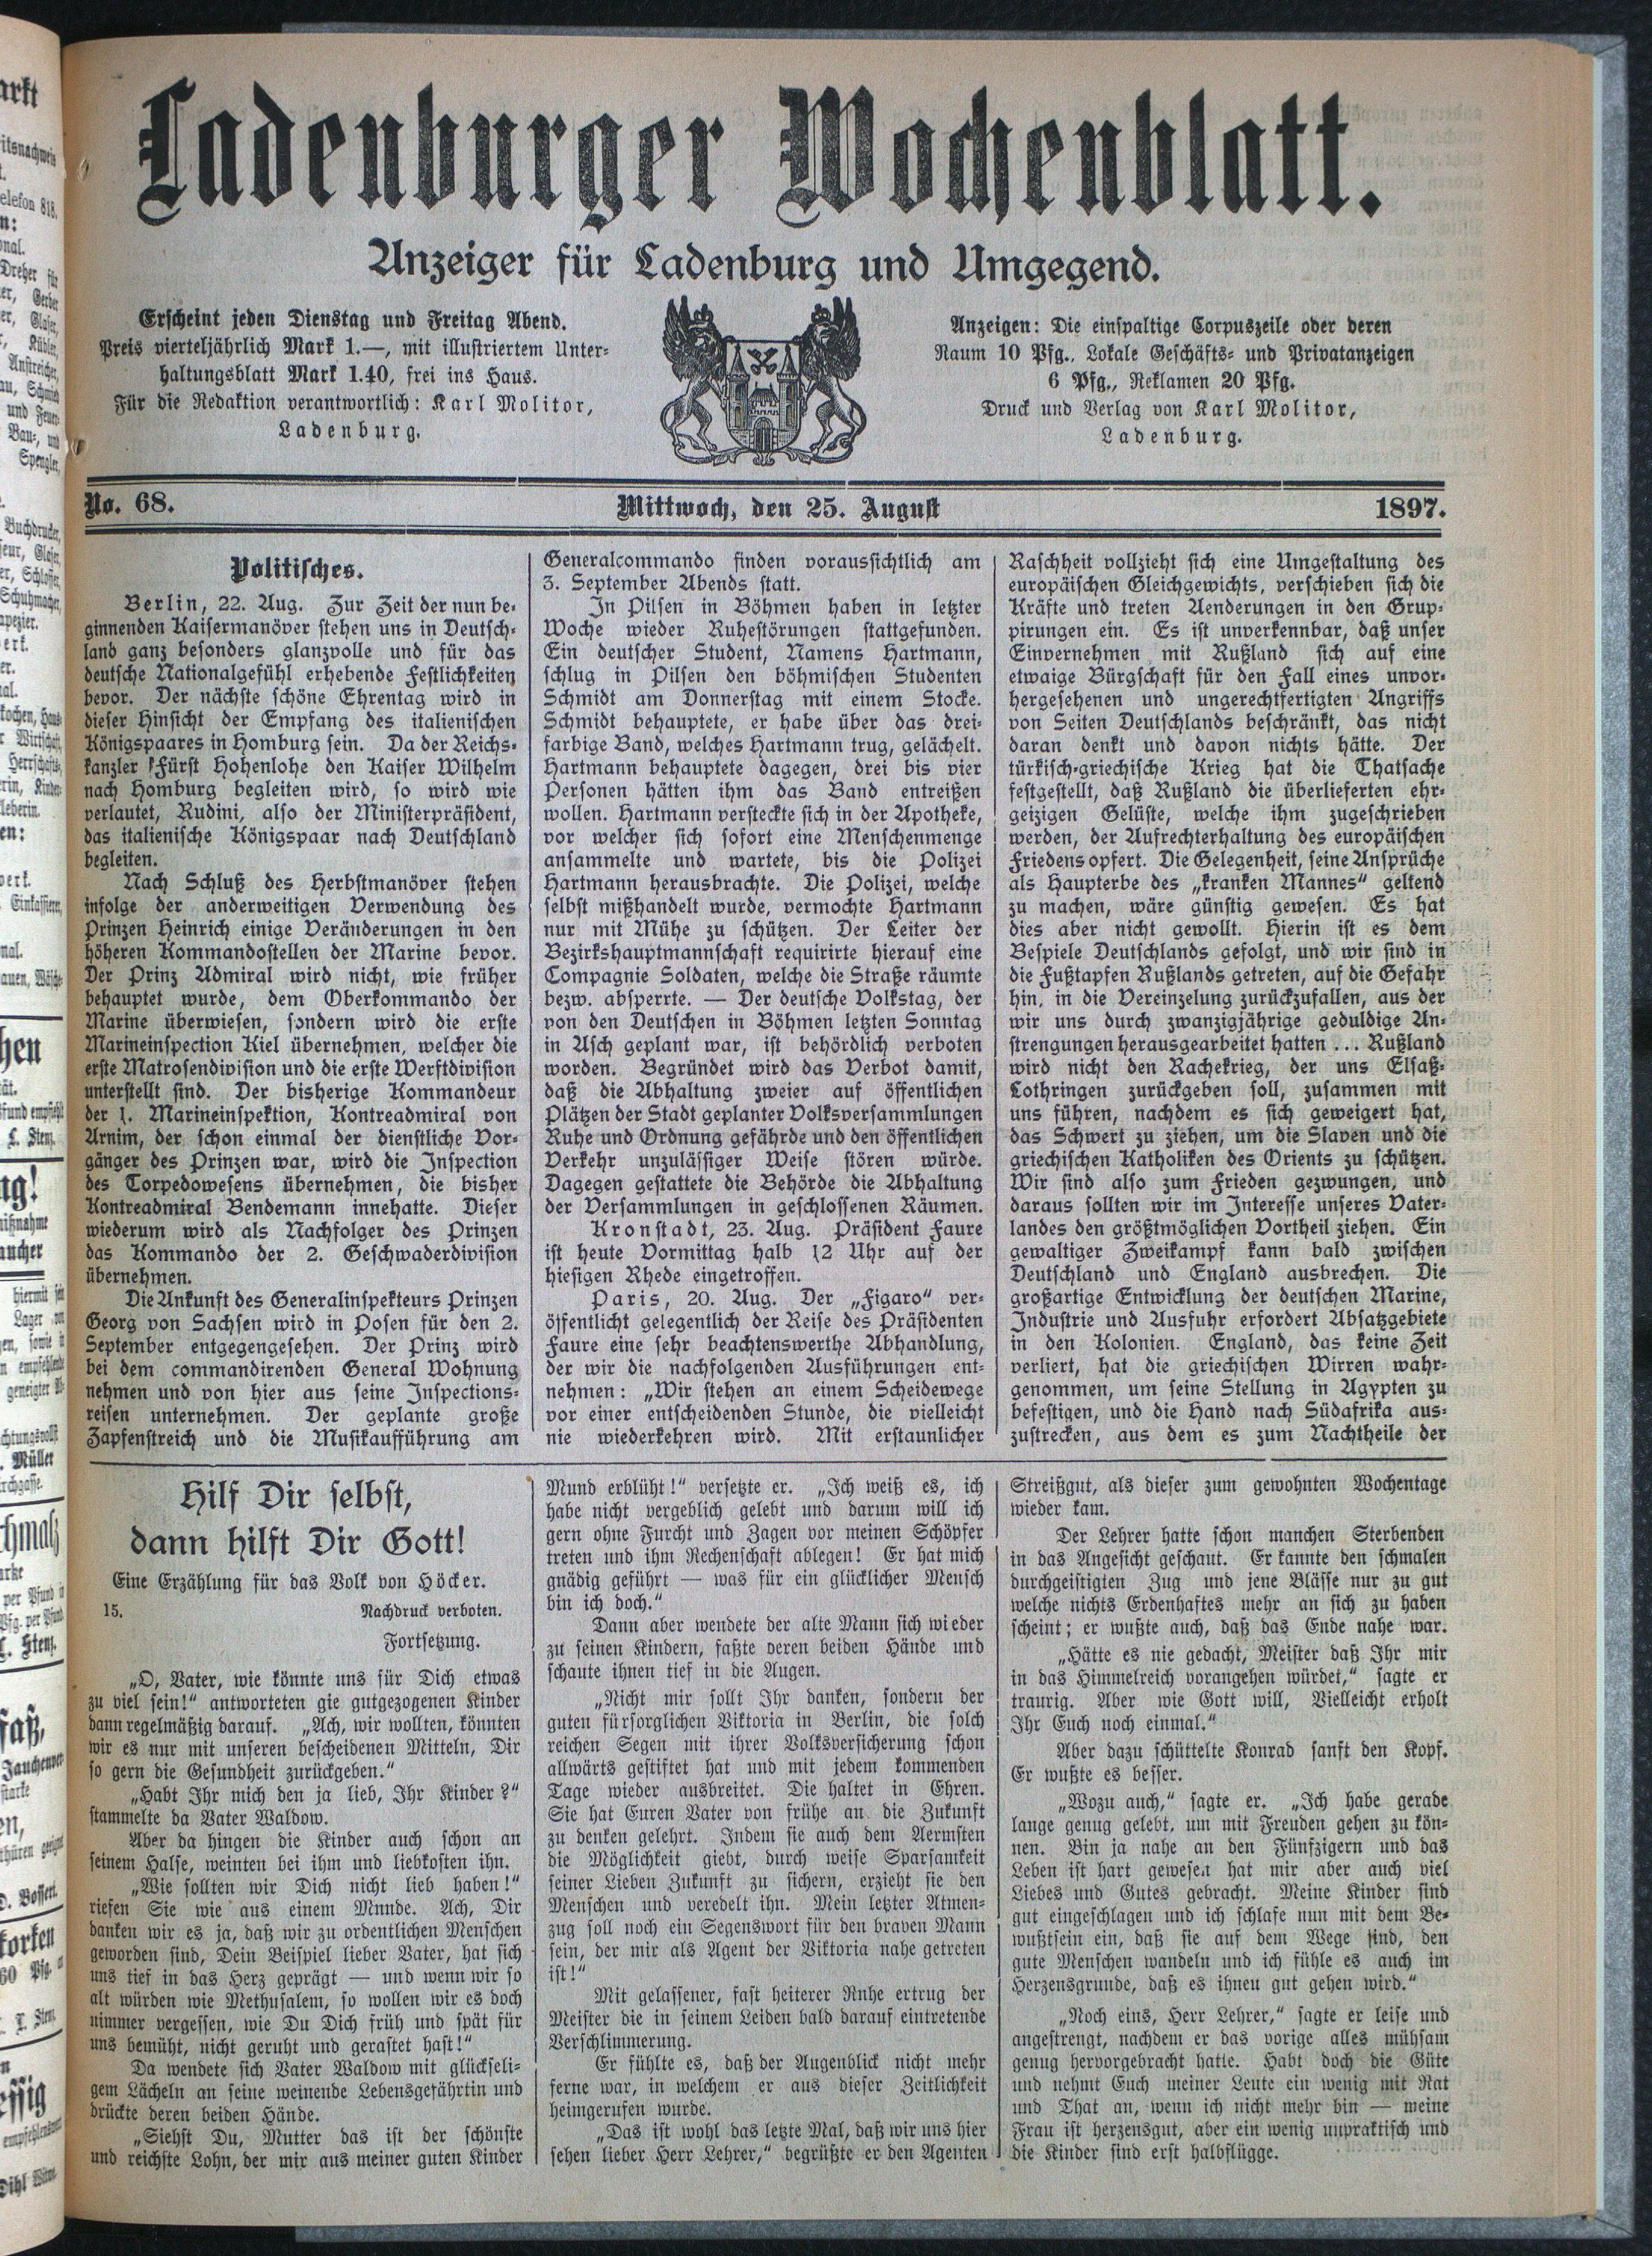 Ladenburger Wochenblatt.
Anzeiger für Ladenburg und Umgegend.
Erscheint jeden Dienstag und Freitag Abend.
Preis vierteljährlich Mark 1.—, mit illustriertem Unter-
haltungsblatt Mark 1.40, frei ins Haus.
Für die Redaktion verantwortlich: Karl Molitor,
Ladenburg.
Anzeigen: Die einspaltige Corpuszeile oder deren
Raum 10 Pfg., Lokale Geschäfts- und Privatanzeigen
6 Pfg., Reklamen 20 Pfg.
Druck und Verlag von Karl Molitor,
Ladenburg.
No. 68.
Mittwoch, den 25. August
1897.
Politisches.
Berlin, 22. Aug. Zur Zeit der nun be-
ginnenden Kaisermanöver stehen uns in Deutsch-
land ganz besonders glanzvolle und für das
deutsche Nationalgefühl erhebende Festlichkeiten
bevor. Der nächste schöne Ehrentag wird in
dieser Hinsicht der Empfang des italienischen
Königspaares in Homburg sein. Da der Reichs-
kanzler Fürst Hohenlohe den Kaiser Wilhelm
nach Homburg begleiten wird, so wird wie
verlautet, Rudini, also der Ministerpräsident,
das italienische Königspaar nach Deutschland
begleiten.
Nach Schluß des Herbstmanöver stehen
infolge der anderweitigen Verwendung des
Prinzen Heinrich einige Veränderungen in den
höheren Kommandostellen der Marine bevor.
Der Prinz Admiral wird nicht, wie früher
behauptet wurde, dem Oberkommando der
Marine überwiesen, sondern wird die erste
Marineinspection Kiel übernehmen, welcher die
erste Matrosendivision und die erste Werftdivision
unterstellt sind. Der bisherige Kommandeur
der 1. Marineinspektion, Kontreadmiral von
Arnim, der schon einmal der dienstliche Vor-
gänger des Prinzen war, wird die Inspection
des Torpedowesens übernehmen, die bisher
Kontreadmiral Bendemann innehatte. Dieser
wiederum wird als Nachfolger des Prinzen
das Kommando der 2. Geschwaderdivision
übernehmen.
Die Ankunft des Generalinspekteurs Prinzen
Georg von Sachsen wird in Posen für den 2.
September entgegengesehen. Der Prinz wird
bei dem commandirenden General Wohnung
nehmen und von hier aus seine Inspections-
reisen unternehmen. Der geplante große
Zapfenstreich und die Musikaufführung am
Generalcommando finden voraussichtlich am
3. September Abends statt.
In Pilsen in Böhmen haben in letzter
Woche wieder Ruhestörungen stattgefunden.
Ein deutscher Student, Namens Hartmann,
schlug in Pilsen den böhmischen Studenten
Schmidt am Donnerstag mit einem Stocke.
Schmidt behauptete, er habe über das drei-
farbige Band, welches Hartmann trug, gelächelt.
Hartmann behauptete dagegen, drei bis vier
Personen hätten ihm das Band entreißen
wollen. Hartmann versteckte sich in der Apotheke,
vor welcher sich sofort eine Menschenmenge
ansammelte und wartete, bis die Polizei
Hartmann herausbrachte. Die Polizei, welche
selbst mißhandelt wurde, vermochte Hartmann
nur mit Mühe zu schützen. Der Leiter der
Bezirkshauptmannschaft requirirte hierauf eine
Compagnie Soldaten, welche die Straße räumte
bezw. absperrte. — Der deutsche Volkstag, der
von den Deutschen in Böhmen letzten Sonntag
in Asch geplant war, ist behördlich verboten
worden. Begründet wird das Verbot damit,
daß die Abhaltung zweier auf öffentlichen
Plätzen der Stadt geplanter Volksversammlungen
Ruhe und Ordnung gefährde und den öffentlichen
Verkehr unzulässiger Weise stören würde.
Dagegen gestattete die Behörde die Abhaltung
der Versammlungen in geschlossenen Räumen.
Kronstadt, 23. Aug. Präsident Faure
ist heute Vormittag halb 12 Uhr auf der
hiesigen Rhede eingetroffen.
Paris, 20. Aug. Der „Figaro“ ver-
öffentlicht gelegentlich der Reise des Präsidenten
Faure eine sehr beachtenswerthe Abhandlung,
der wir die nachfolgenden Ausführungen ent-
nehmen: „Wir stehen an einem Scheidewege
vor einer entscheidenden Stunde, die vielleicht
nie wiederkehren wird. Mit erstaunlicher
Raschheit vollzieht sich eine Umgestaltung des
europäischen Gleichgewichts, verschieben sich die
Kräfte und treten Aenderungen in den Grup-
pirungen ein. Es ist unverkennbar, daß unser
Einvernehmen mit Rußland sich auf eine
etwaige Bürgschaft für den Fall eines unvor-
hergesehenen und ungerechtfertigten Angriffs
von Seiten Deutschlands beschränkt, das nicht
daran denkt und davon nichts hätte. Der
türkisch-griechische Krieg hat die Thatsache
festgestellt, daß Rußland die überlieferten ehr-
geizigen Gelüste, welche ihm zugeschrieben
werden, der Aufrechterhaltung des europäischen
Friedens opfert. Die Gelegenheit, seine Ansprüche
als Haupterbe des „kranken Mannes“ geltend
zu machen, wäre günstig gewesen. Es hat
dies aber nicht gewollt. Hierin ist es dem
Bespiele Deutschlands gefolgt, und wir sind in
die Fußtapfen Rußlands getreten, auf die Gefahr
hin, in die Vereinzelung zurückzufallen, aus der
wir uns durch zwanzigjährige geduldige An-
strengungen herausgearbeitet hatten ... Rußland
wird nicht den Rachekrieg, der uns Elsaß-
Lothringen zurückgeben soll, zusammen mit
uns führen, nachdem es sich geweigert hat,
das Schwert zu ziehen, um die Slaven und die
griechischen Katholiken des Orients zu schützen.
Wir sind also zum Frieden gezwungen, und
daraus sollten wir im Interesse unseres Vater-
landes den größtmöglichen Vortheil ziehen. Ein
gewaltiger Zweikampf kann bald zwischen
Deutschland und England ausbrechen. Die
großartige Entwicklung der deutschen Marine,
Industrie und Ausfuhr erfordert Absatzgebiete
in den Kolonien. England, das keine Zeit
verliert, hat die griechischen Wirren wahr-
genommen, um seine Stellung in Agypten zu
befestigen, und die Hand nach Südafrika aus-
zustrecken, aus dem es zum Nachtheile der
Hilf Dir selbst,
dann hilft Dir Gott!
Eine Erzählung für das Volk von Höcker.
15.
Nachdruck verboten.
Fortsetzung.
„O, Vater, wie könnte uns für Dich etwas
zu viel sein!“ antworteten gie gutgezogenen Kinder
dann regelmäßig darauf. „Ach, wir wollten, könnten
wir es nur mit unseren bescheidenen Mitteln, Dir
so gern die Gesundheit zurückgeben.“
„Habt Ihr mich den ja lieb, Ihr Kinder?“
stammelte da Vater Waldow.
Aber da hingen die Kinder auch schon an
seinem Halse, weinten bei ihm und liebkosten ihn.
„Wie sollten wir Dich nicht lieb haben!“
riefen Sie wie aus einem Mnnde. Ach, Dir
danken wir es ja, daß wir zu ordentlichen Menschen
geworden sind, Dein Beispiel lieber Vater, hat sich
uns tief in das Herz geprägt — und wenn wir so
alt würden wie Methusalem, so wollen wir es doch
nimmer vergessen, wie Du Dich früh und spät für
uns bemüht, nicht geruht und gerastet hast!“
Da wendete sich Vater Waldow mit glückseli-
gem Lächeln an seine weinende Lebensgefährtin und
drückte deren beiden Hände.
„Siehst Du, Mutter das ist der schönste
und reichste Lohn, der mir aus meiner guten Kinder
Mund erblüht!“ versetzte er. „Ich weiß es, ich
habe nicht vergeblich gelebt und darum will ich
gern ohne Furcht und Zagen vor meinen Schöpfer
treten und ihm Rechenschaft ablegen! Er hat mich
gnädig geführt — was für ein glücklicher Mensch
bin ich doch.“
Dann aber wendete der alte Mann sich wieder
zu seinen Kindern, faßte deren beiden Hände und
schaute ihnen tief in die Augen.
„Nicht mir sollt Ihr danken, sondern der
guten fürsorglichen Viktoria in Berlin, die solch
reichen Segen mit ihrer Volksversicherung schon
allwärts gestiftet hat und mit jedem kommenden
Tage wieder ausbreitet. Die haltet in Ehren.
Sie hat Euren Vater von frühe an die Zukunft
zu denken gelehrt. Indem sie auch dem Aermsten
die Möglichkeit giebt, durch weise Sparsamkeit
seiner Lieben Zukunft zu sichern, erzieht sie den
Menschen und veredelt ihn. Mein letzter Atmen-
zug soll noch ein Segenswort für den braven Mann
sein, der mir als Agent der Viktoria nahe getreten
ist!“
Mit gelassener, fast heiterer Rnhe ertrug der
Meister die in seinem Leiden bald darauf eintretende
Verschlimmerung.
Er fühlte es, daß der Augenblick nicht mehr
ferne war, in welchem er aus dieser Zeitlichkeit
heimgerufen wurde.
„Das ist wohl das letzte Mal, daß wir uns hier
sehen lieber Herr Lehrer,“ begrüßte er den Agenten
Streißgut, als dieser zum gewohnten Wochentage
wieder kam.
Der Lehrer hatte schon manchen Sterbenden
in das Angesicht geschaut. Er kannte den schmalen
durchgeistigten Zug und jene Blässe nur zu gut
welche nichts Erdenhaftes mehr an sich zu haben
scheint; er wußte auch, daß das Ende nahe war.
„Hätte es nie gedacht, Meister daß Ihr mir
in das Himmelreich vorangehen würdet,“ sagte er
traurig. Aber wie Gott will, Vielleicht erholt
Ihr Euch noch einmal.“
Aber dazu schüttelte Konrad sanft den Kopf.
Er wußte es besser.
„Wozu auch,“ sagte er. „Ich habe gerade
lange genug gelebt, um mit Freuden gehen zu kön-
nen. Bin ja nahe an den Fünfzigern und das
Leben ist hart gewesen hat mir aber auch viel
Liebes und Gutes gebracht. Meine Kinder sind
gut eingeschlagen und ich schlafe nun mit dem Be-
wußtsein ein, daß sie auf dem Wege sind, den
gute Menschen wandeln und ich fühle es auch im
Herzensgrunde, daß es ihneu gut gehen wird.“
„Noch eins, Herr Lehrer,“ sagte er leise und
angestrengt, nachdem er das vorige alles mühsam
genug hervorgebracht hatte. Habt doch die Güte
und nehmt Euch meiner Leute ein wenig mit Rat
und That an, wenn ich nicht mehr bin — meine
Frau ist herzensgut, aber ein wenig unpraktisch und
die Kinder sind erst halbflügge.